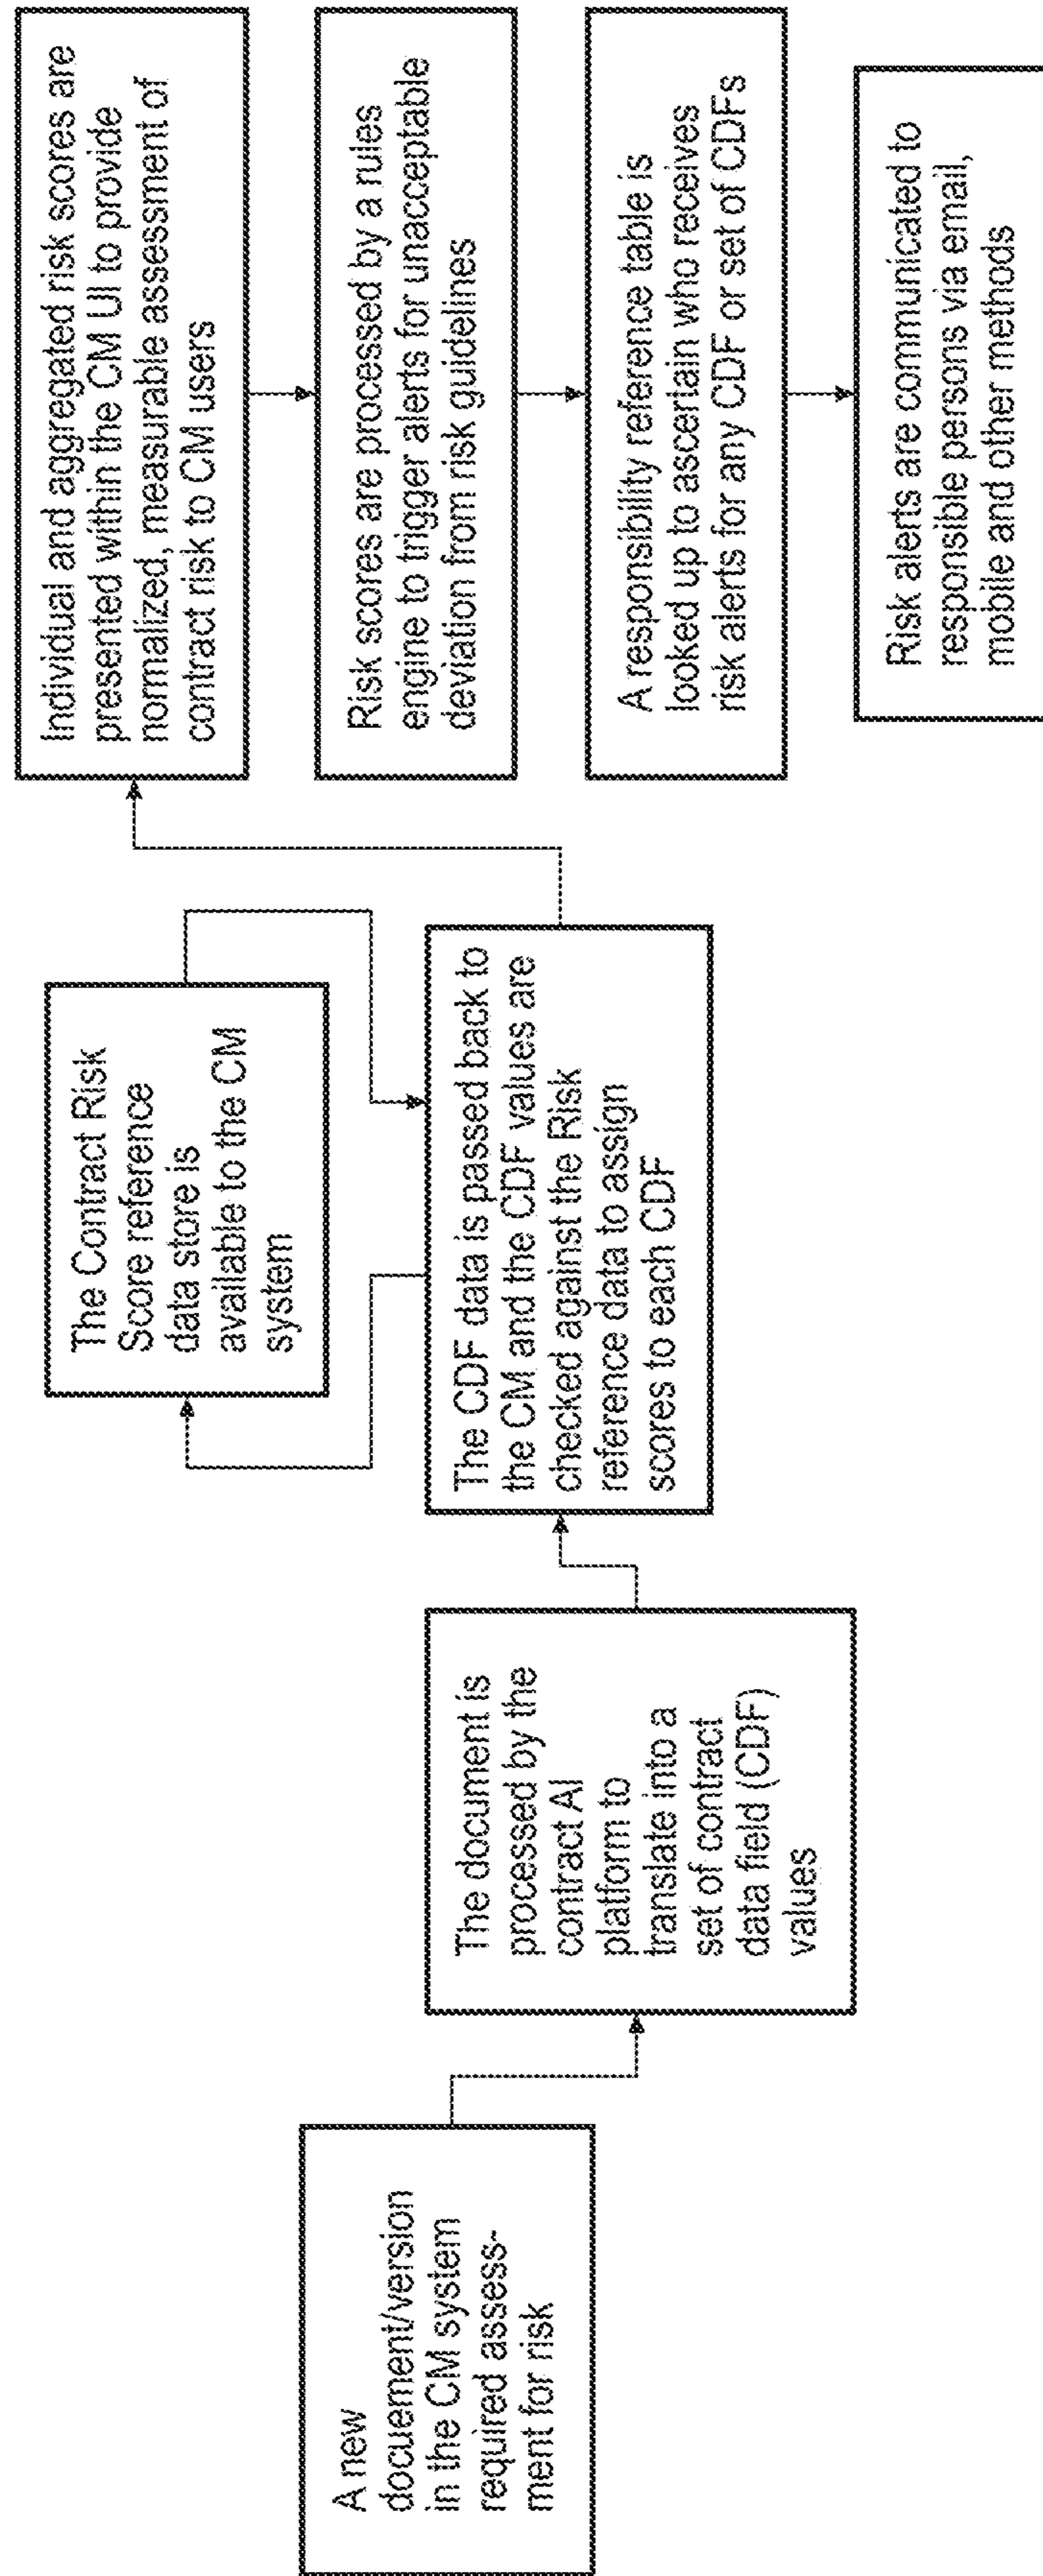 A new
docuement/version
in the CM system
required assess-
ment for risk
The document is
processed by the
contract AI
platform to
translate into a
set of contract
data field (CDF)
values
The Contract Risk
Score reference
data store is
available to the CM
system
The CDF data is passed back to
the CM and the CDF values are
checked against the Risk
reference data to assign
scores to each CDF
Individual and aggregated risk scores are
presented within the CM UI to provide
normalized, measurable assessment of
contract risk to CM users
Risk scores are processed by a rules
engine to trigger alerts for unacceptable
deviation from risk guidelines
A responsibility reference table is
looked up to ascertain who receives
risk alerts for any CDF or set of CDFs
Risk alerts are communicated to
responsible persons via email,
mobile and other methods